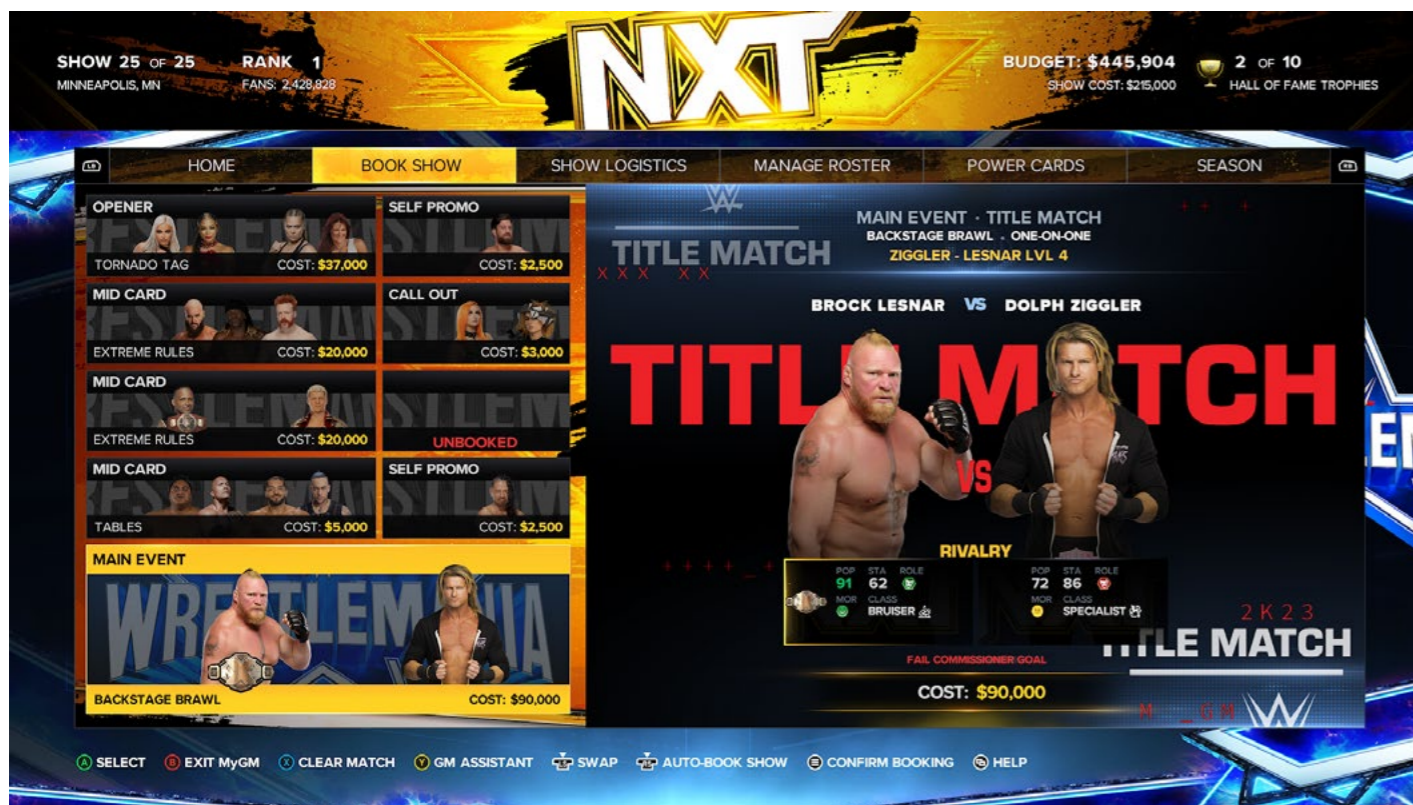 NXT
SHOW 25 OF 25
MINNEAPOLIS, MN
RANK 1
FANS: 2,428,828
BUDGET: $445,904
SHOW COST: $215,000
2 OF 10
HALL OF FAME TROPHIES
HOME
BOOK SHOW
SHOW LOGISTICS
MANAGE ROSTER
POWER CARDS
SEASON
OPENER
TORNADO TAG COST: $37,000
SELF PROMO
COST: $2,500
MID CARD
EXTREME RULES COST: $20,000
CALL OUT
COST: $3,000
MID CARD
EXTREME RULES COST: $20,000
UNBOOKED
MID CARD
TABLES COST: $5,000
SELF PROMO
COST: $2,500
MAIN EVENT
WRESTLEMANIA
BACKSTAGE BRAWL COST: $90,000
TITLE MATCH
MAIN EVENT · TITLE MATCH
BACKSTAGE BRAWL · ONE-ON-ONE
ZIGGLER - LESNAR LVL 4
BROCK LESNAR VS DOLPH ZIGGLER
TITLE MATCH
VS
RIVALRY
POP STA ROLE
91 62
MOR CLASS
BRUISER
POP STA ROLE
72 86
MOR CLASS
SPECIALIST
2K23
TITLE MATCH
FAIL COMMISSIONER GOAL
COST: $90,000
M _GM
SELECT
EXIT MyGM
CLEAR MATCH
GM ASSISTANT
SWAP
AUTO-BOOK SHOW
CONFIRM BOOKING
HELP